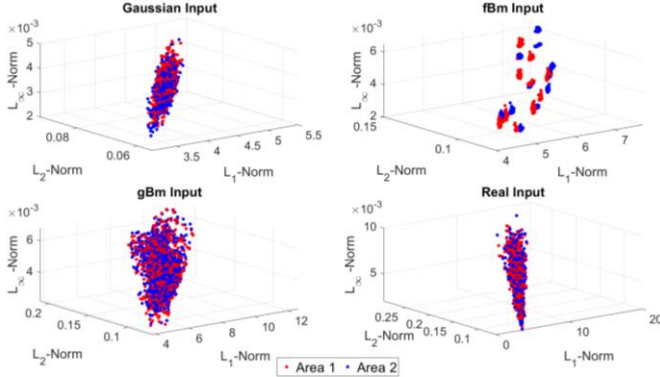 Gaussian Input
×10⁻³
5
4
3
2
L∞-Norm
0.08
0.06
L₂-Norm
3.5
4
4.5
5
5.5
L₁-Norm
fBm Input
×10⁻³
6
4
2
L∞-Norm
0.15
0.1
L₂-Norm
4
5
6
7
L₁-Norm
gBm Input
×10⁻³
6
4
L∞-Norm
0.2
0.15
0.1
L₂-Norm
4
6
8
10
12
L₁-Norm
Real Input
×10⁻³
10
5
L∞-Norm
0.25
0.2
0.15
0.1
L₂-Norm
0
10
20
L₁-Norm
Area 1 Area 2